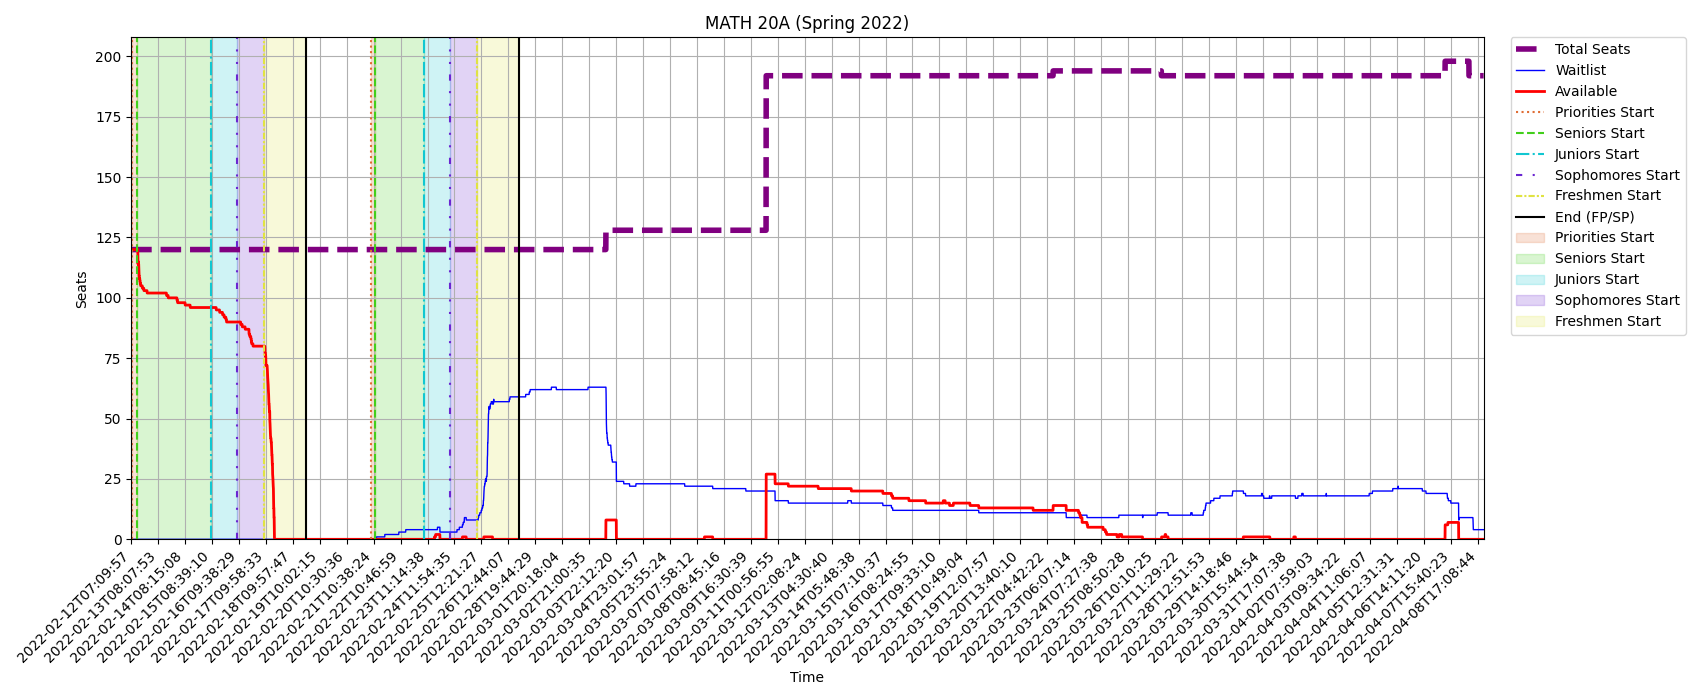 MATH 20A (Spring 2022)
200
175
150
125
100
75
50
25
0
Seats
2022-02-12T07:09:57
2022-02-13T08:07:53
2022-02-14T08:15:08
2022-02-15T08:39:10
2022-02-16T09:38:29
2022-02-17T09:58:33
2022-02-18T09:57:47
2022-02-19T10:02:15
2022-02-20T10:30:36
2022-02-21T10:38:24
2022-02-22T10:46:59
2022-02-23T11:14:38
2022-02-24T11:54:35
2022-02-25T12:21:27
2022-02-26T12:44:07
2022-02-28T19:44:29
2022-03-01T20:18:04
2022-03-02T21:00:35
2022-03-03T22:12:20
2022-03-04T23:01:57
2022-03-05T23:55:24
2022-03-07T07:58:12
2022-03-08T08:45:16
2022-03-09T16:30:39
2022-03-11T00:56:55
2022-03-12T02:08:24
2022-03-13T04:30:40
2022-03-14T05:48:38
2022-03-15T07:10:37
2022-03-16T08:24:55
2022-03-17T09:33:10
2022-03-18T10:49:04
2022-03-19T12:07:57
2022-03-20T13:40:10
2022-03-22T04:42:22
2022-03-23T06:07:14
2022-03-24T07:27:38
2022-03-25T08:50:28
2022-03-26T10:10:25
2022-03-27T11:29:22
2022-03-28T12:51:53
2022-03-29T14:18:46
2022-03-30T15:44:54
2022-03-31T17:07:38
2022-04-02T07:59:03
2022-04-03T09:34:22
2022-04-04T11:06:07
2022-04-05T12:31:31
2022-04-06T14:11:20
2022-04-07T15:40:23
2022-04-08T17:08:44
Time
Total Seats
Waitlist
Available
Priorities Start
Seniors Start
Juniors Start
Sophomores Start
Freshmen Start
End (FP/SP)
Priorities Start
Seniors Start
Juniors Start
Sophomores Start
Freshmen Start